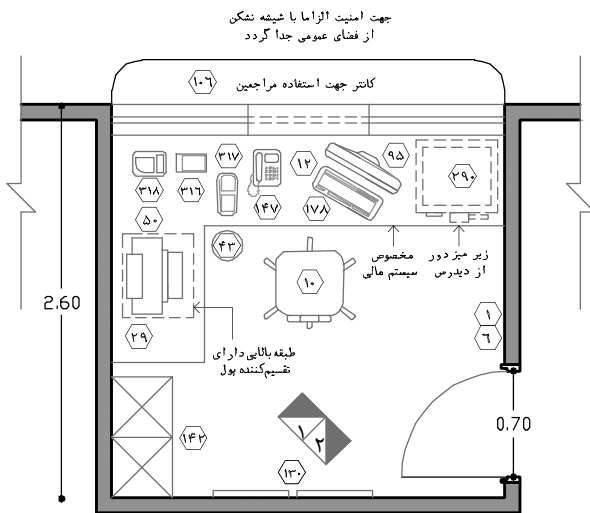 جهت امنیت الزاما با شیشه نشکن
از فضای عمومی جدا گردد
۱۰۶
کانتر جهت استفاده مراجعین
۳۱۸
۳۱۶
۳۱۷
۱۴۷
۱۲
۱۷۸
۹۵
۲۹۰
۵۰
۴۳
۱۰
مخصوص
سیستم مالی
زیر میز دور
از دیدرس
2.60
۲۹
طبقه بالایی دارای
تقسیم‌کننده پول
۱
۶
۱۴۲
۱
۲
۱۳۰
0.70